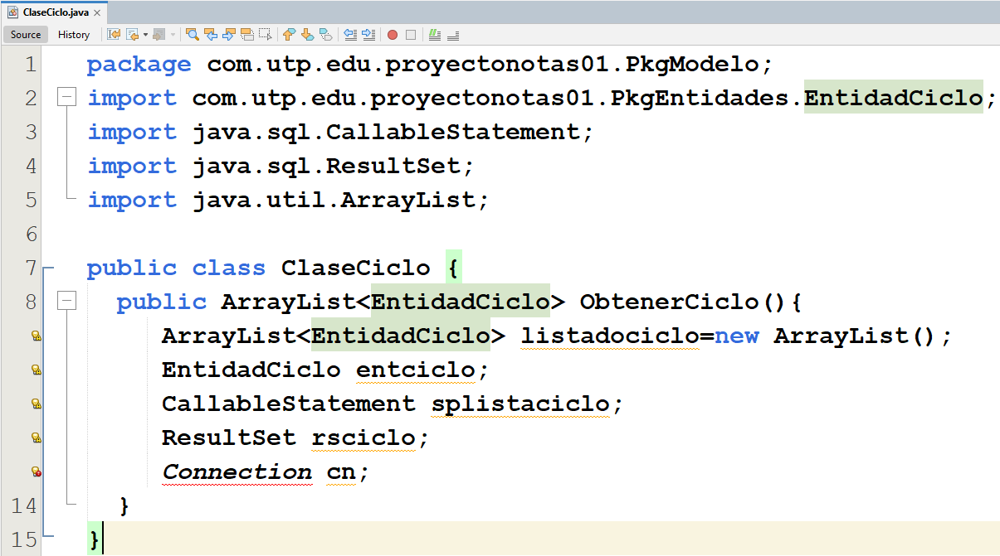 ClaseCiclo.java
Source History
1 package com.utp.edu.proyectonotas01.PkgModelo;
2 import com.utp.edu.proyectonotas01.PkgEntidades.EntidadCiclo;
3 import java.sql.CallableStatement;
4 import java.sql.ResultSet;
5 import java.util.ArrayList;
6
7 public class ClaseCiclo {
8 public ArrayList<EntidadCiclo> ObtenerCiclo(){
ArrayList<EntidadCiclo> listadociclo=new ArrayList();
EntidadCiclo entciclo;
CallableStatement splistaciclo;
ResultSet rsciclo;
Connection cn;
14 }
15 }